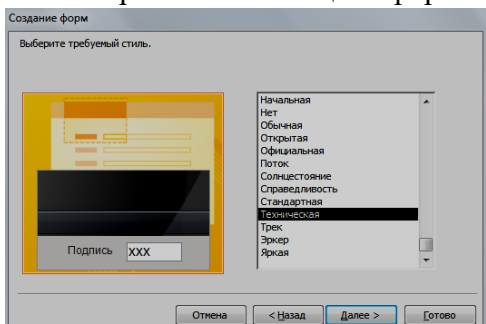 Создание форм
Выберите требуемый стиль.
Начальная
Нет
Обычная
Открытая
Официальная
Поток
Солнцестояние
Справедливость
Стандартная
Техническая
Трек
Эркер
Яркая
Подпись XXX
Отмена
< Назад
Далее >
Готово